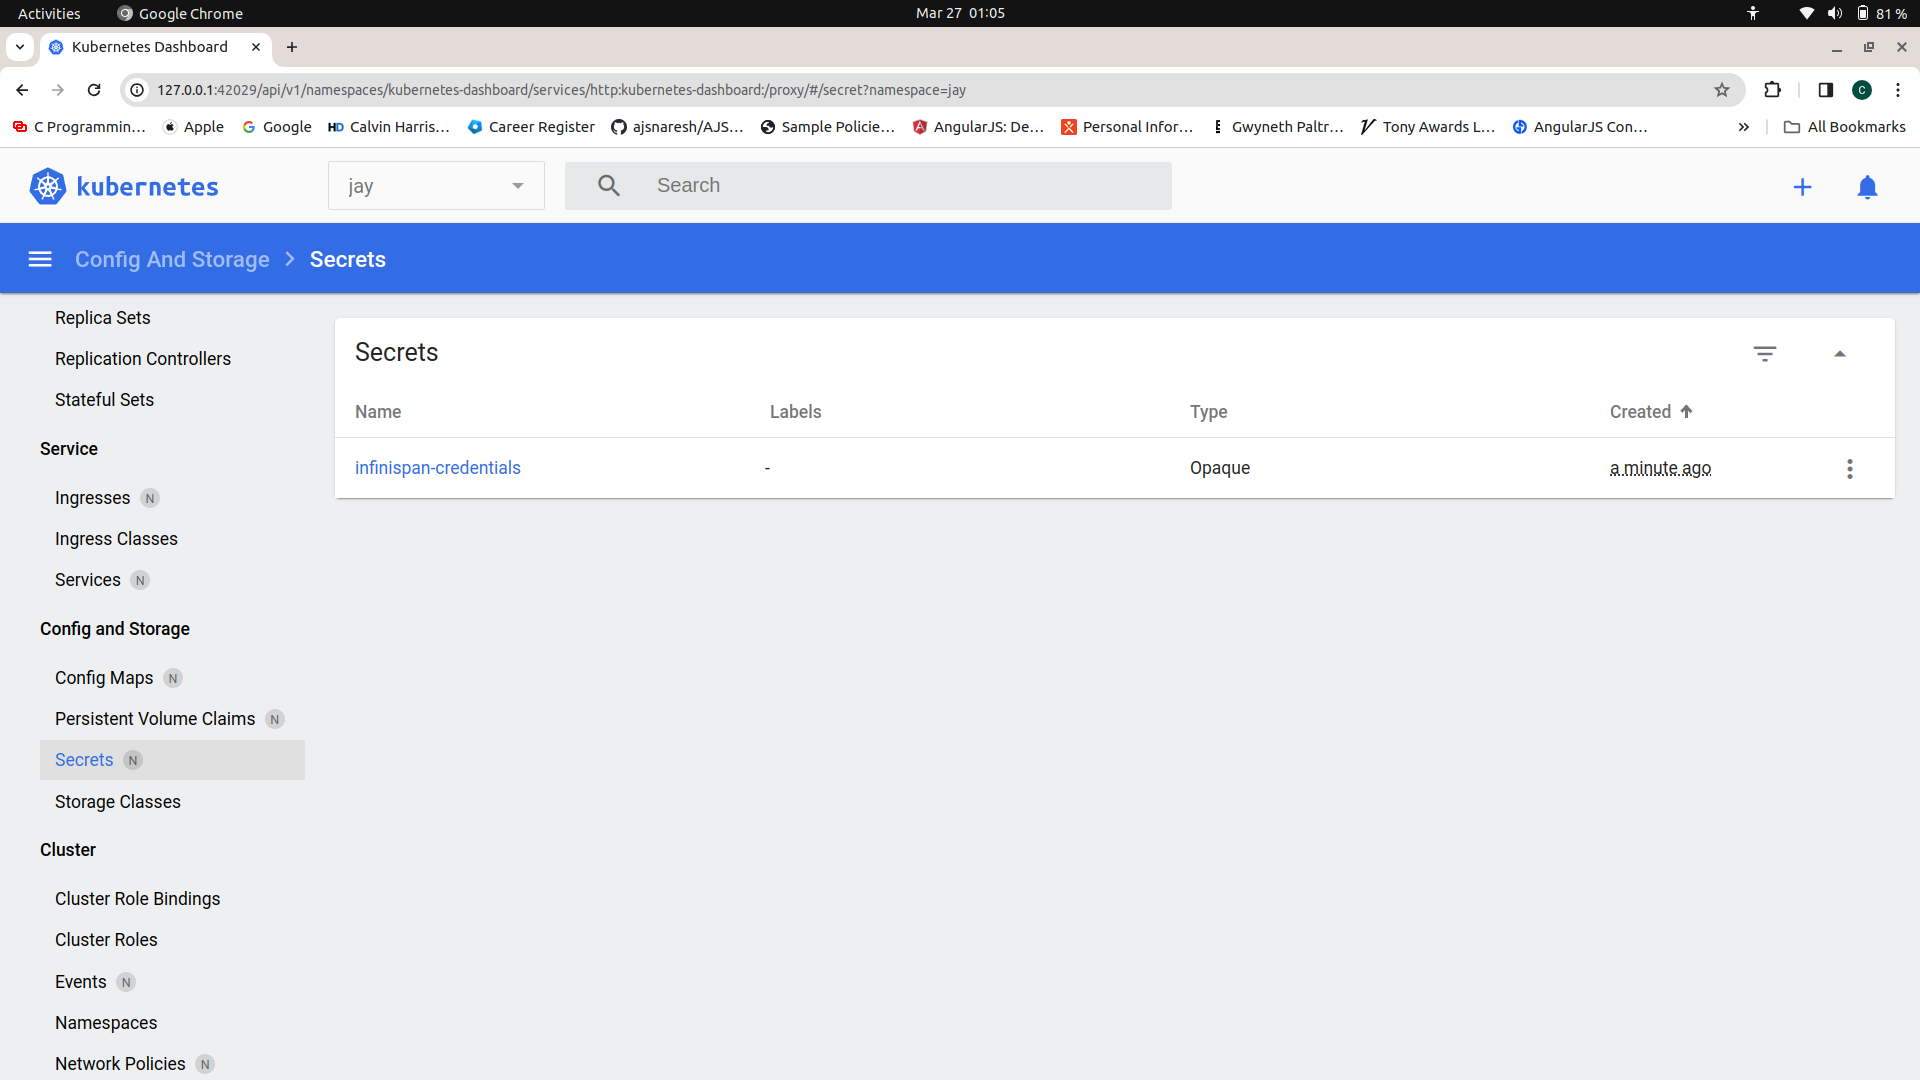 Activities Google Chrome Mar 27 01:05 81 %
Kubernetes Dashboard
127.0.0.1:42029/api/v1/namespaces/kubernetes-dashboard/services/http:kubernetes-dashboard:/proxy/#/secret?namespace=jay C
C Programmin… Apple Google HD Calvin Harris… Career Register ajsnaresh/AJS… Sample Policie… AngularJS: De… Personal Infor… Gwyneth Paltr… Tony Awards L… AngularJS Con… » All Bookmarks
kubernetes jay Search
Config And Storage Secrets
Replica Sets
Replication Controllers
Stateful Sets
Service
Ingresses N
Ingress Classes
Services N
Config and Storage
Config Maps N
Persistent Volume Claims N
Secrets N
Storage Classes
Cluster
Cluster Role Bindings
Cluster Roles
Events N
Namespaces
Network Policies N
Secrets
Name Labels Type Created
infinispan-credentials - Opaque a minute ago